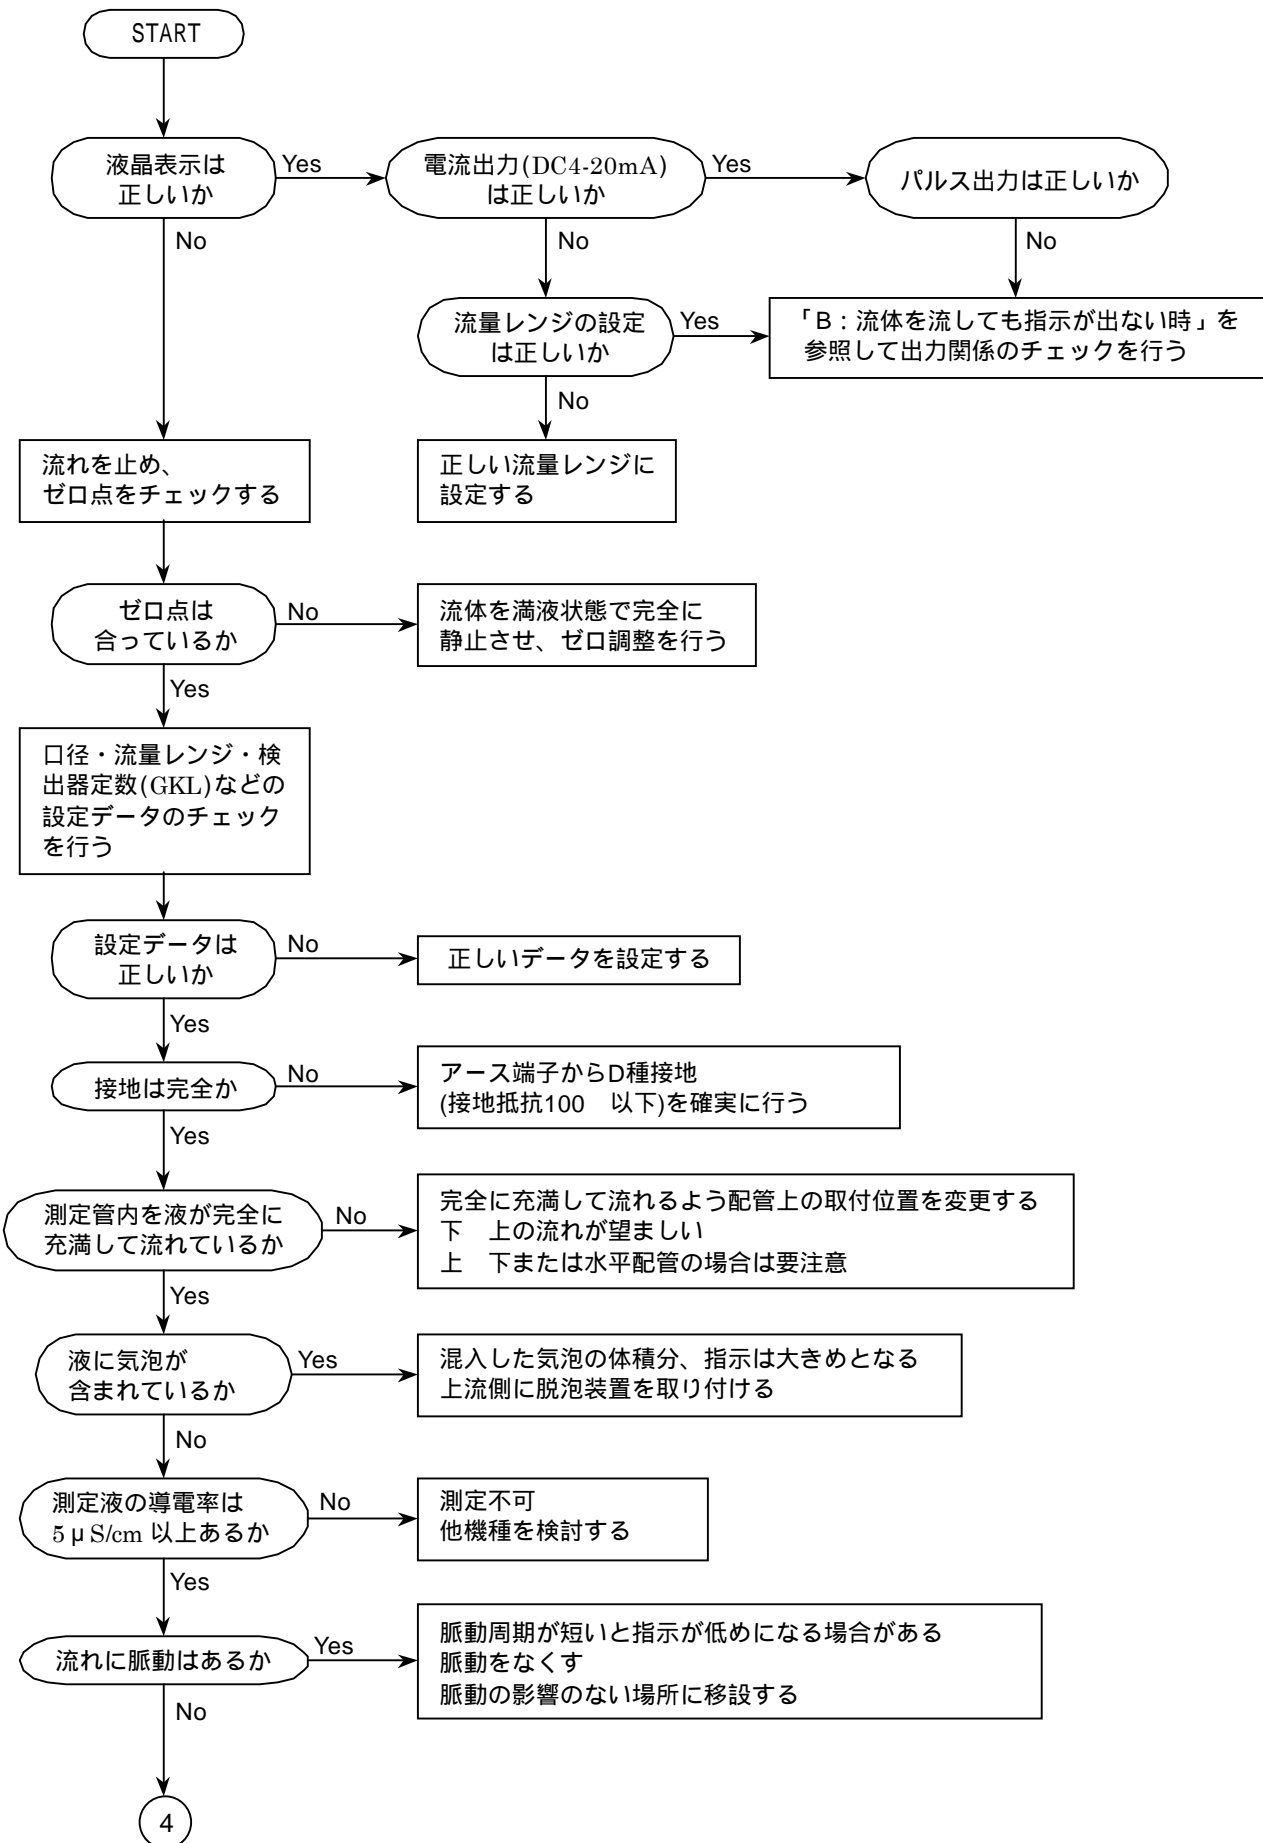 START
液晶表示は
正しいか
Yes
電流出力(DC4-20mA)
は正しいか
Yes
パルス出力は正しいか
No
No
No
流量レンジの設定
は正しいか
Yes
「B：流体を流しても指示が出ない時」を
参照して出力関係のチェックを行う
No
流れを止め、
ゼロ点をチェックする
正しい流量レンジに
設定する
ゼロ点は
合っているか
No
流体を満液状態で完全に
静止させ、ゼロ調整を行う
Yes
口径・流量レンジ・検
出器定数(GKL)などの
設定データのチェック
を行う
設定データは
正しいか
No
正しいデータを設定する
Yes
接地は完全か
No
アース端子からD種接地
(接地抵抗100　以下)を確実に行う
Yes
測定管内を液が完全に
充満して流れているか
No
完全に充満して流れるよう配管上の取付位置を変更する
下　上の流れが望ましい
上　下または水平配管の場合は要注意
Yes
液に気泡が
含まれているか
Yes
混入した気泡の体積分、指示は大きめとなる
上流側に脱泡装置を取り付ける
No
測定液の導電率は
5μS/cm 以上あるか
No
測定不可
他機種を検討する
Yes
流れに脈動はあるか
Yes
脈動周期が短いと指示が低めになる場合がある
脈動をなくす
脈動の影響のない場所に移設する
No
4